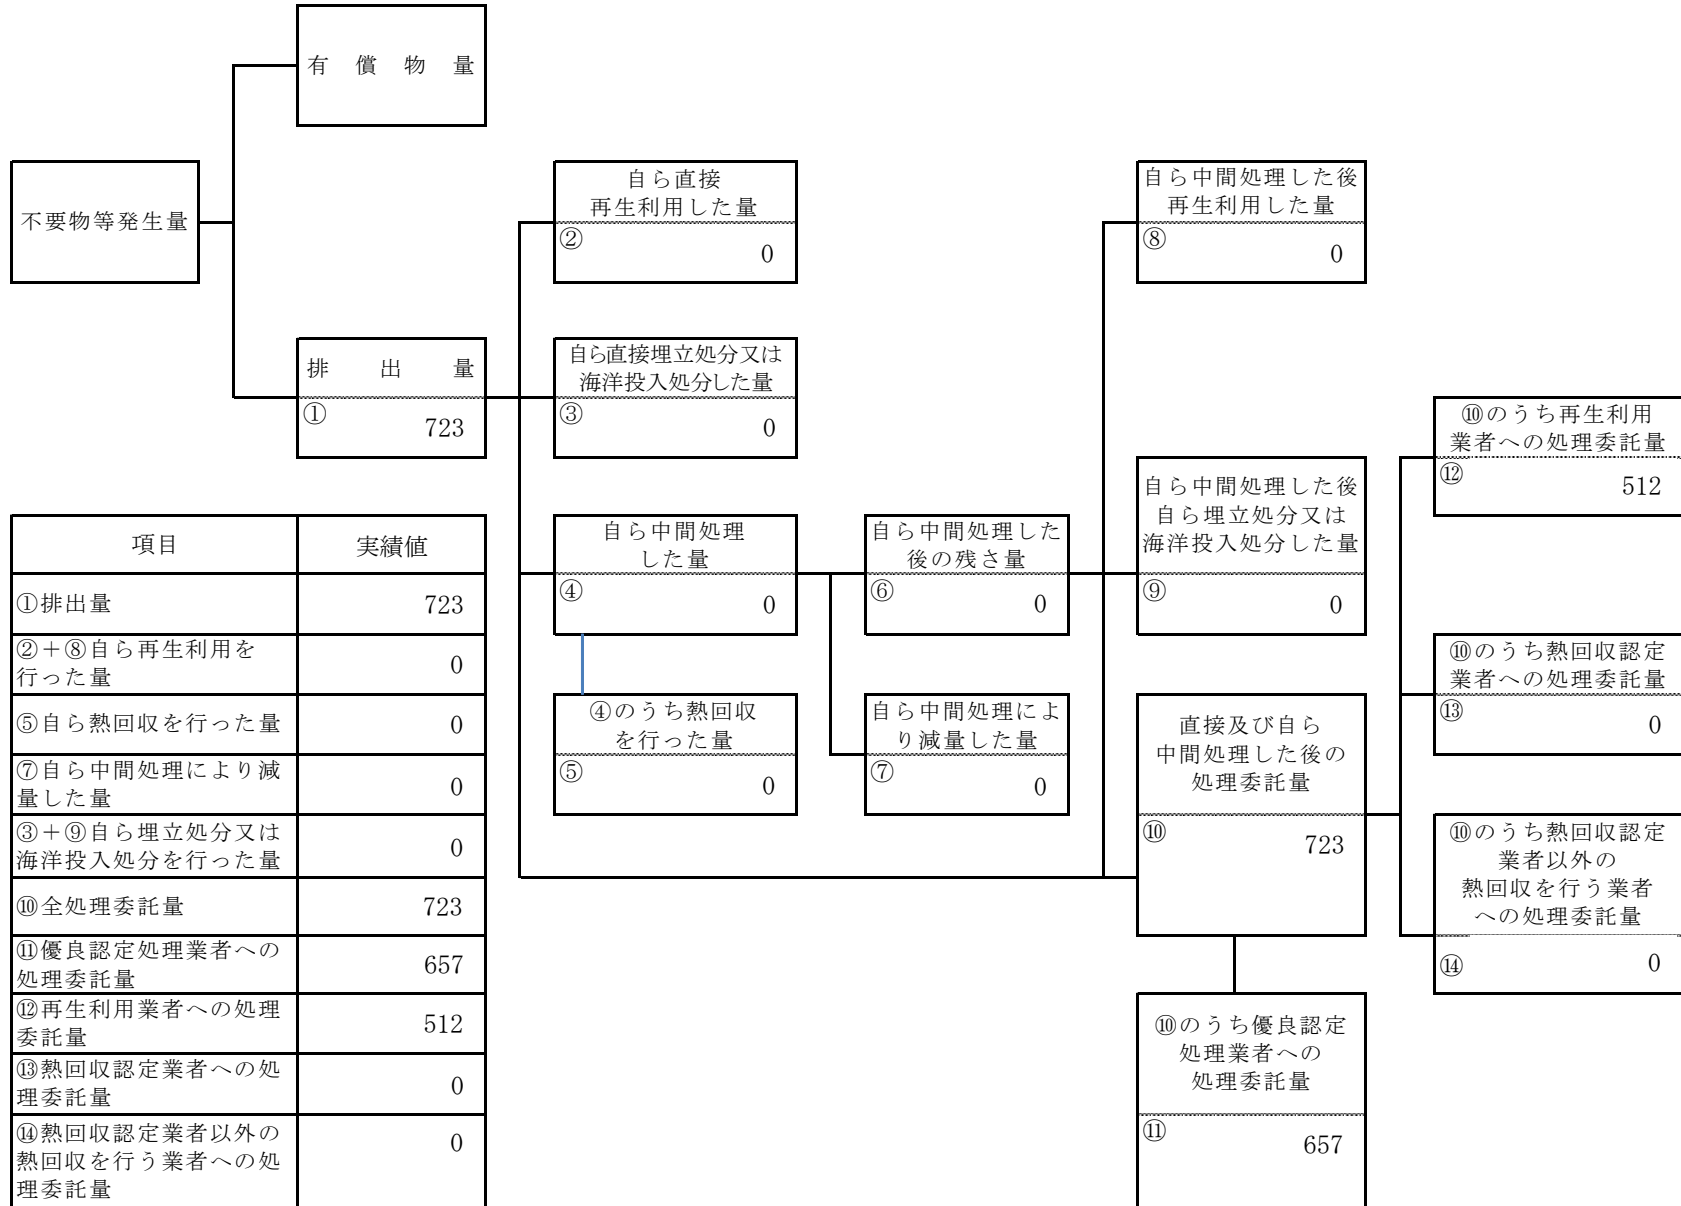 有償物量
不要物等発生量
自ら直接
再生利用した量
②
0
自ら中間処理した後
再生利用した量
⑧
0
排出量
①
723
自ら直接埋立処分又は
海洋投入処分した量
③
0
⑩のうち再生利用
業者への処理委託量
⑫
512
自ら中間処理
した量
④
0
自ら中間処理した
後の残さ量
⑥
0
自ら中間処理した後
自ら埋立処分又は
海洋投入処分した量
⑨
0
④のうち熱回収
を行った量
⑤
0
自ら中間処理によ
り減量した量
⑦
0
直接及び自ら
中間処理した後の
処理委託量
⑩
723
⑩のうち熱回収認定
業者への処理委託量
⑬
0
⑩のうち熱回収認定
業者以外の
熱回収を行う業者
への処理委託量
⑭
0
⑩のうち優良認定
処理業者への
処理委託量
⑪
657
項目 実績値
①排出量 723
②+⑧自ら再生利用を
行った量 0
⑤自ら熱回収を行った量 0
⑦自ら中間処理により減
量した量 0
③+⑨自ら埋立処分又は
海洋投入処分を行った量 0
⑩全処理委託量 723
⑪優良認定処理業者への
処理委託量 657
⑫再生利用業者への処理
委託量 512
⑬熱回収認定業者への処
理委託量 0
⑭熱回収認定業者以外の
熱回収を行う業者への処
理委託量 0